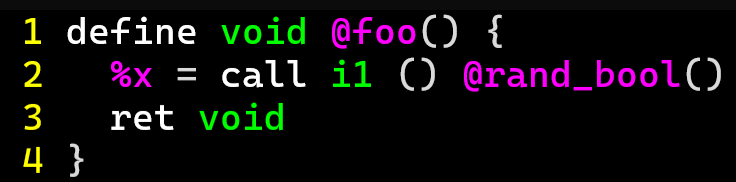 1 define void @foo() {
2   %x = call i1 () @rand_bool()
3   ret void
4 }